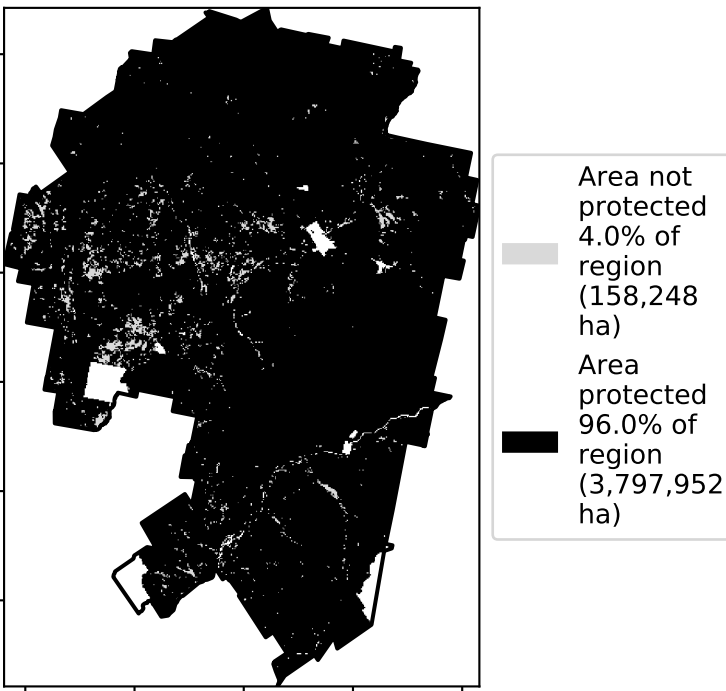 Area not
protected
4.0% of
region
(158,248
ha)
Area
protected
96.0% of
region
(3,797,952
ha)